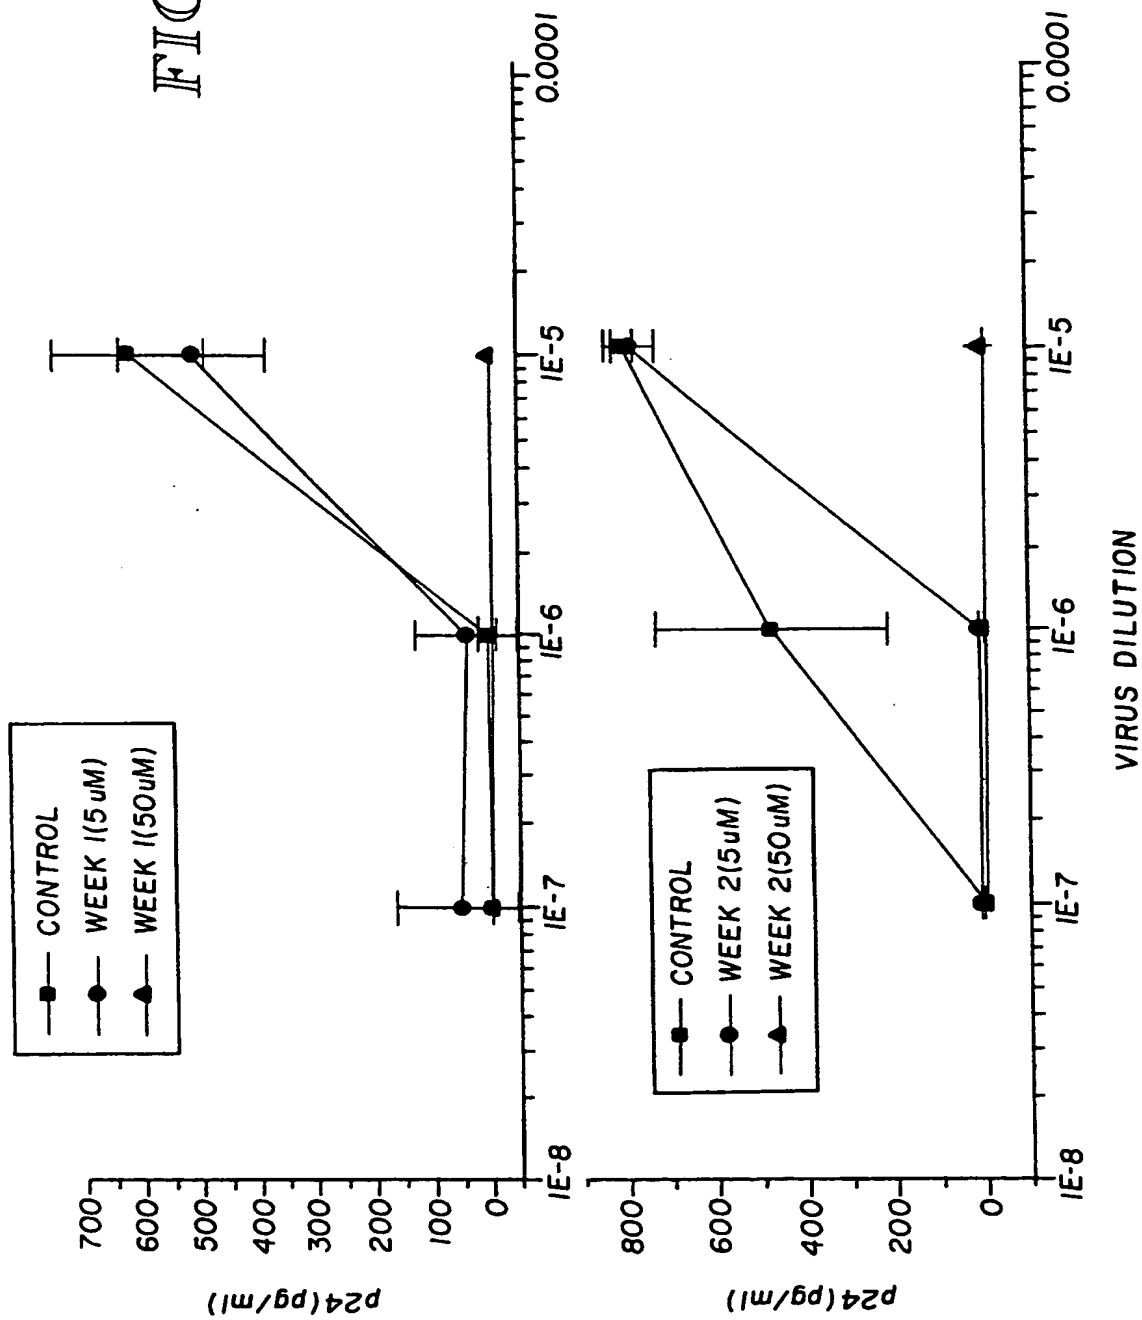 FIG
CONTROL
WEEK 1(5uM)
WEEK 1(50uM)
p24(pg/ml)
700
600
500
400
300
200
100
0
1E-8
1E-7
1E-6
1E-5
0.0001
CONTROL
WEEK 2(5uM)
WEEK 2(50uM)
p24(pg/ml)
800
600
400
200
0
1E-8
1E-7
1E-6
1E-5
0.0001
VIRUS DILUTION